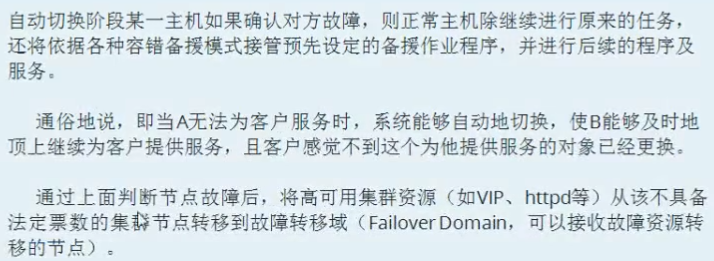 自动切换阶段某一主机如果确认对方故障，则正常主机除继续进行原来的任务，
还将依据各种容错备援模式接管预先设定的备援作业程序，并进行后续的程序及
服务。
通俗地说，即当A无法为客户服务时，系统能够自动地切换，使B能够及时地
顶上继续为客户提供服务，且客户感觉不到这个为他提供服务的对象已经更换。
通过上面判断节点故障后，将高可用集群资源（如VIP、httpd等）从该不具备
法定票数的集群节点转移到故障转移域（Failover Domain，可以接收故障资源转
移的节点）。